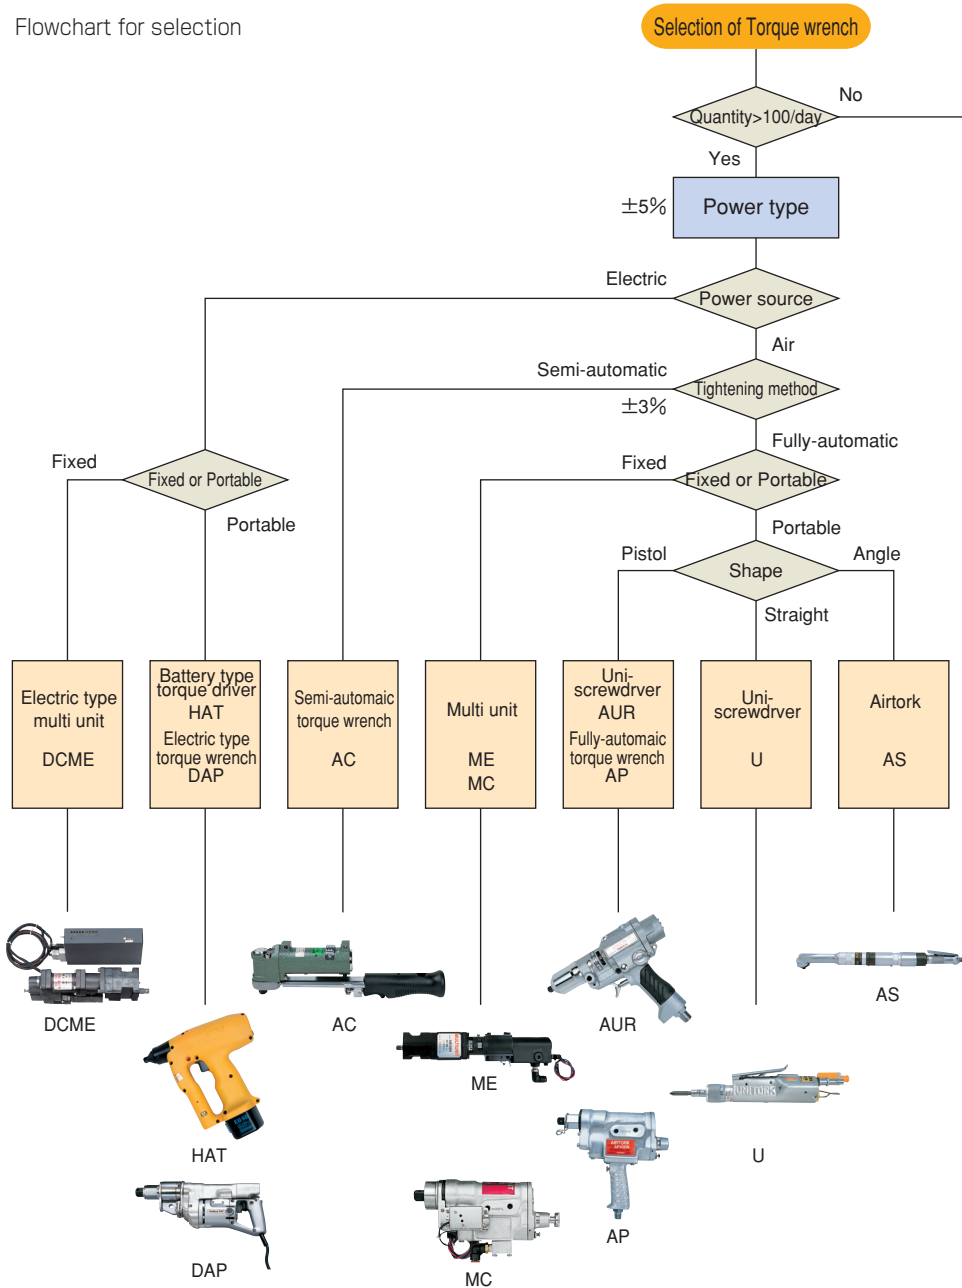 Flowchart for selection
Selection of Torque wrench
Quantity>100/day
No
Yes
±5%
Power type
Electric
Power source
Air
Semi-automatic
±3%
Tightening method
Fully-automatic
Fixed
Fixed or Portable
Portable
Fixed
Fixed or Portable
Portable
Pistol
Shape
Angle
Straight
Electric type
multi unit
DCME
Battery type
torque driver
HAT
Electric type
torque wrench
DAP
Semi-automaic
torque wrench
AC
Multi unit
ME
MC
Uni-
screwdrver
AUR
Fully-automaic
torque wrench
AP
Uni-
screwdrver
U
Airtork
AS
DCME
AC
AUR
AS
HAT
ME
UNITORK
U
AIRTORK
AP
DAP
MC